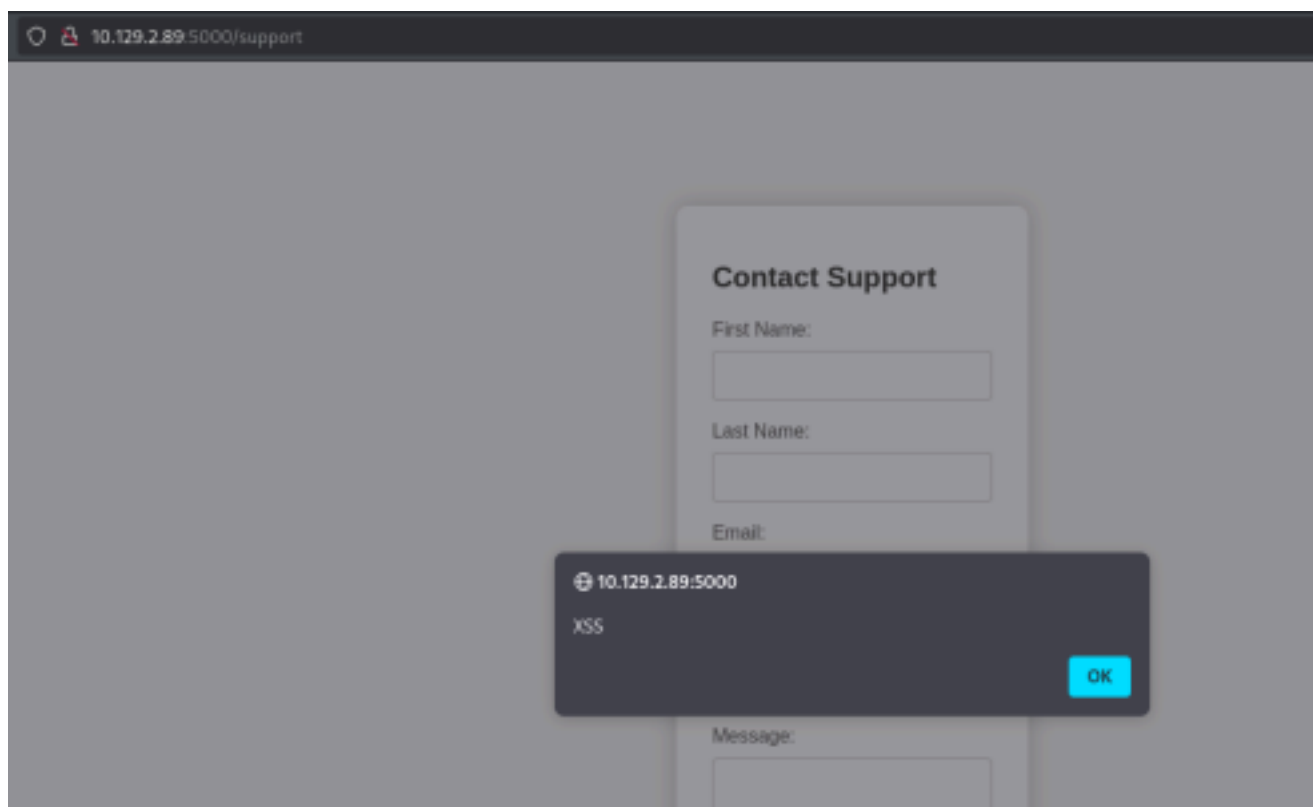 10.129.2.89:5000/support
Contact Support
First Name:
Last Name:
Email:
10.129.2.89:5000
XSS
OK
Message: